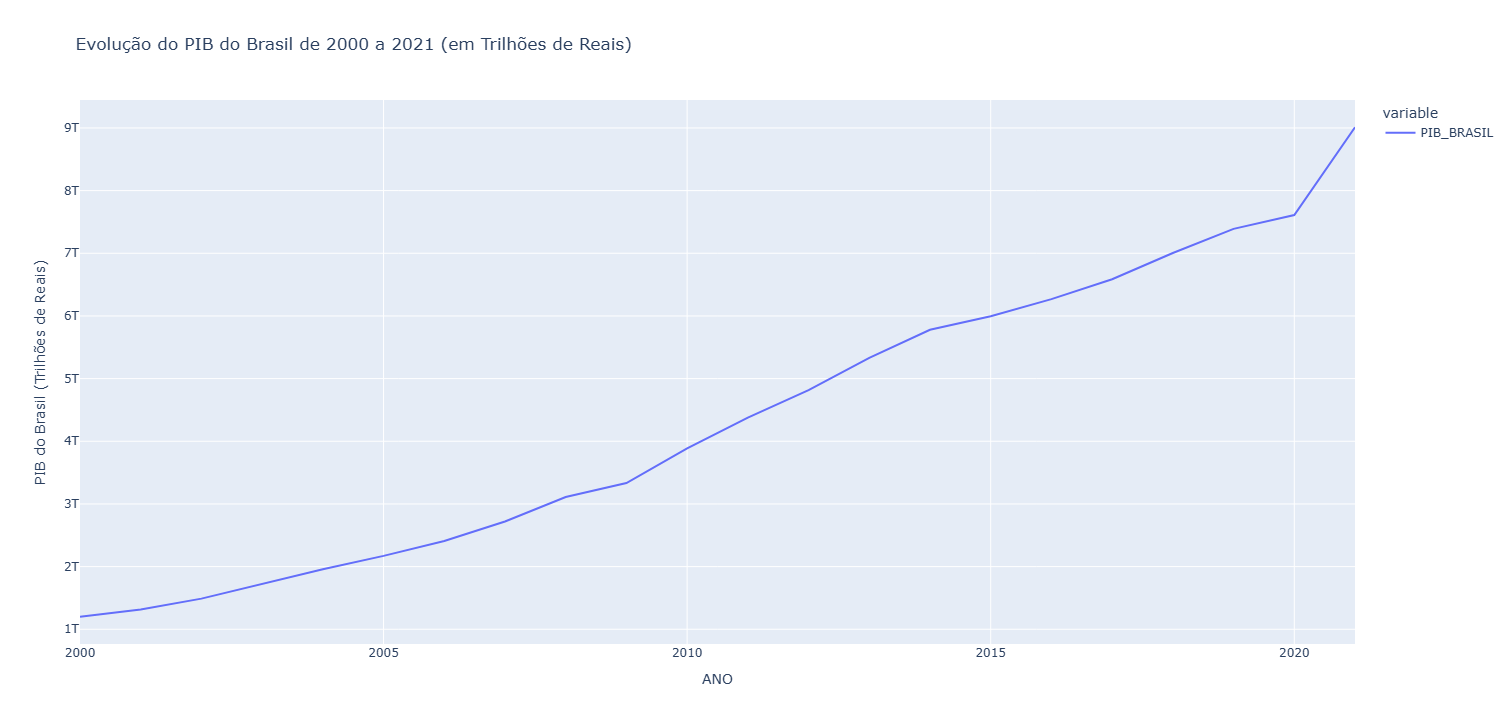 Evolução do PIB do Brasil de 2000 a 2021 (em Trilhões de Reais)
variable
PIB_BRASIL
PIB do Brasil (Trilhões de Reais)
9T
8T
7T
6T
5T
4T
3T
2T
1T
2000
2005
2010
2015
2020
ANO